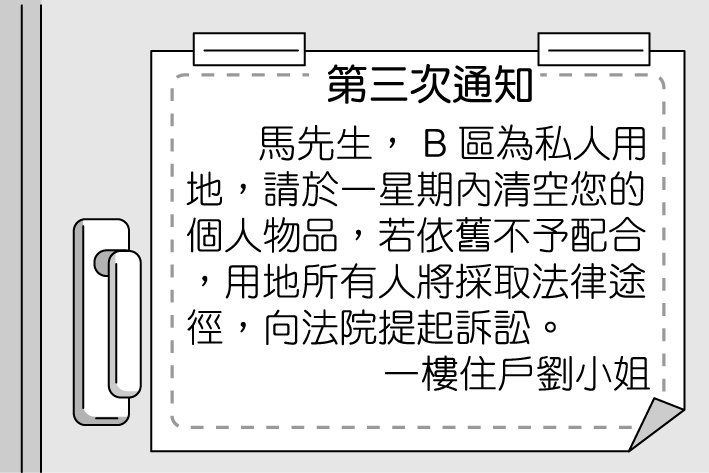 第三次通知
馬先生，B區為私人用
地，請於一星期內清空您的
個人物品，若依舊不予配合
，用地所有人將採取法律途
徑，向法院提起訴訟。
一樓住戶劉小姐